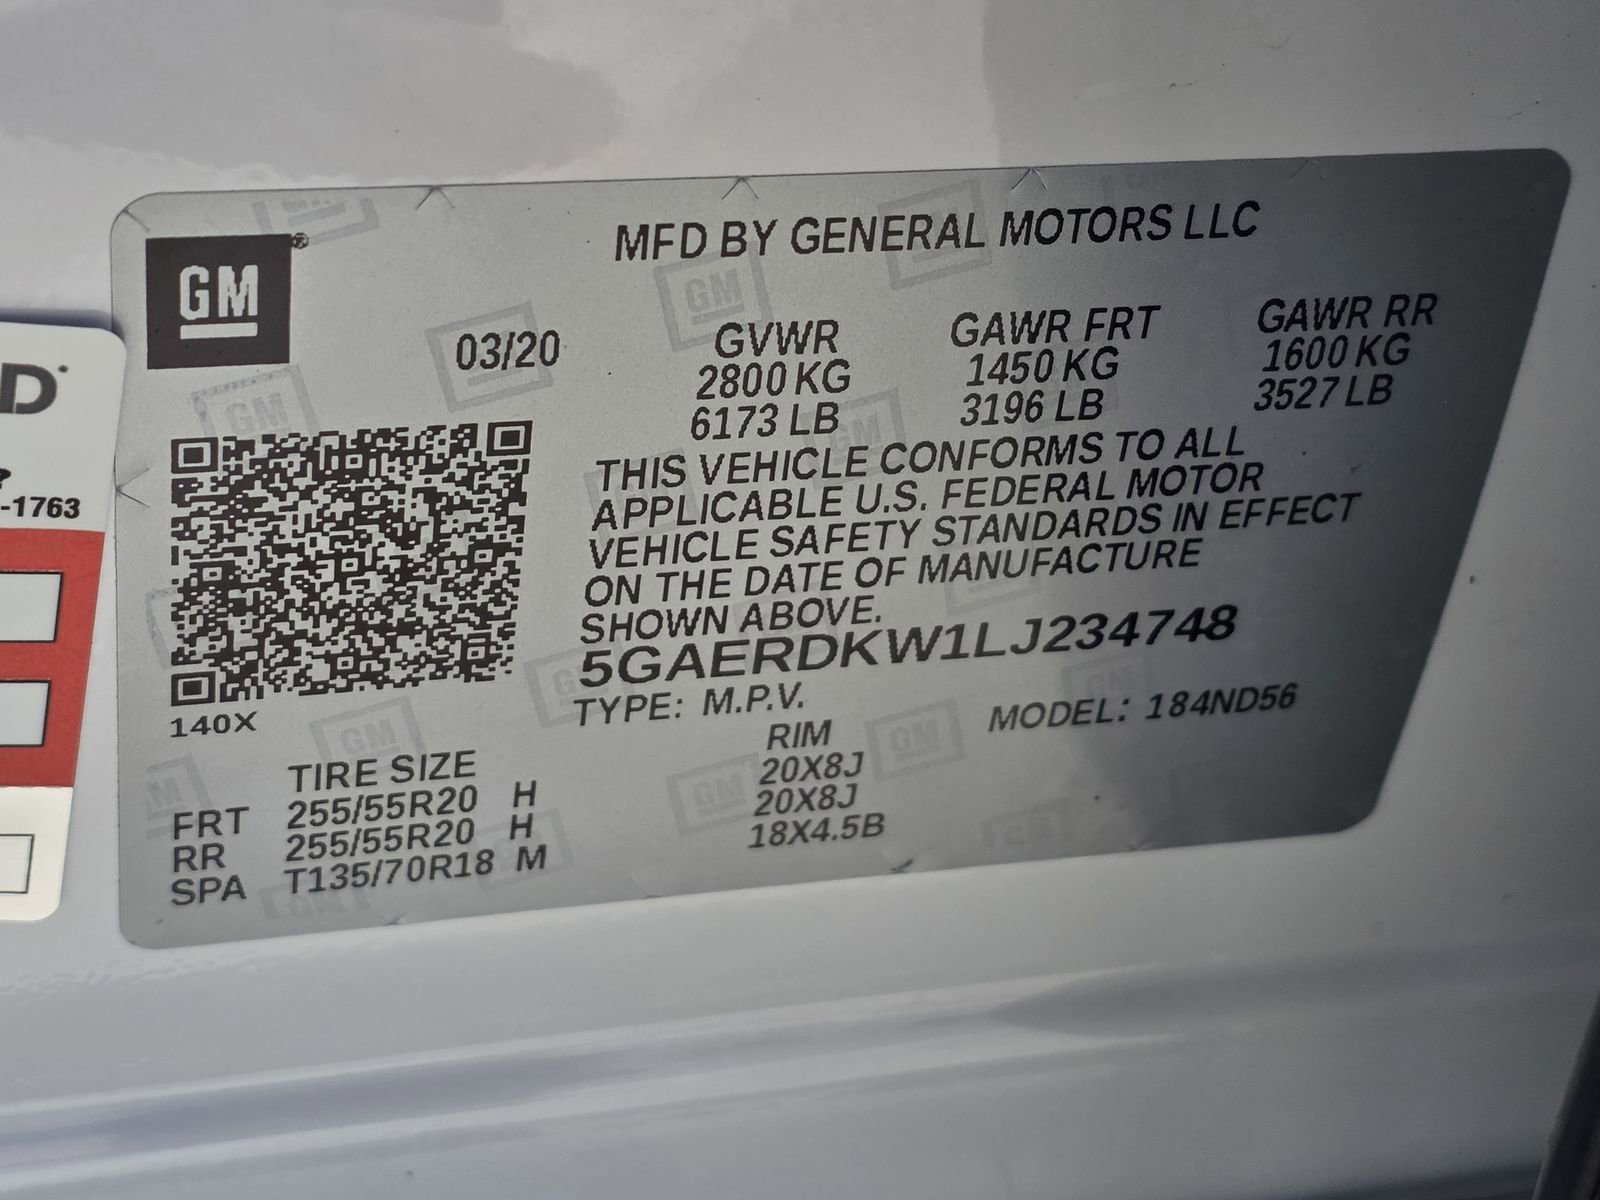 GM®
MFD BY GENERAL MOTORS LLC
03/20
GVWR GAWR FRT GAWR RR
2800 KG 1450 KG 1600 KG
6173 LB 3196 LB 3527 LB
THIS VEHICLE CONFORMS TO ALL
APPLICABLE U.S. FEDERAL MOTOR
VEHICLE SAFETY STANDARDS IN EFFECT
ON THE DATE OF MANUFACTURE
SHOWN ABOVE.
5GAERDKW1LJ234748
TYPE: M.P.V. MODEL: 184ND56
140X
TIRE SIZE RIM
FRT 255/55R20 H 20X8J
RR 255/55R20 H 20X8J
SPA T135/70R18 M 18X4.5B
D
-1763